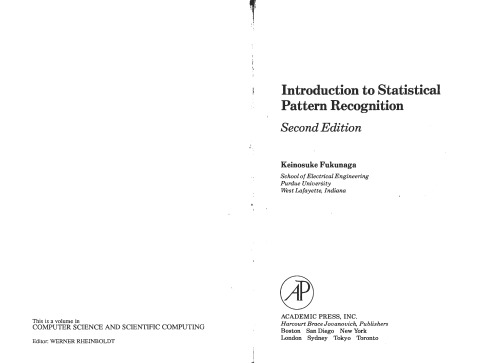 This is a volume in
COMPUTER SCIENCE AND SCIENTIFIC COMPUTING
Editor: WERNER RHEINBOLDT
Introduction to Statistical
Pattern Recognition
Second Edition
Keinosuke Fukunaga
School of Electrical Engineering
Purdue University
West Lafayette, Indiana
AP
ACADEMIC PRESS, INC.
Harcourt Brace Jovanovich, Publishers
Boston San Diego New York
London Sydney Tokyo Toronto